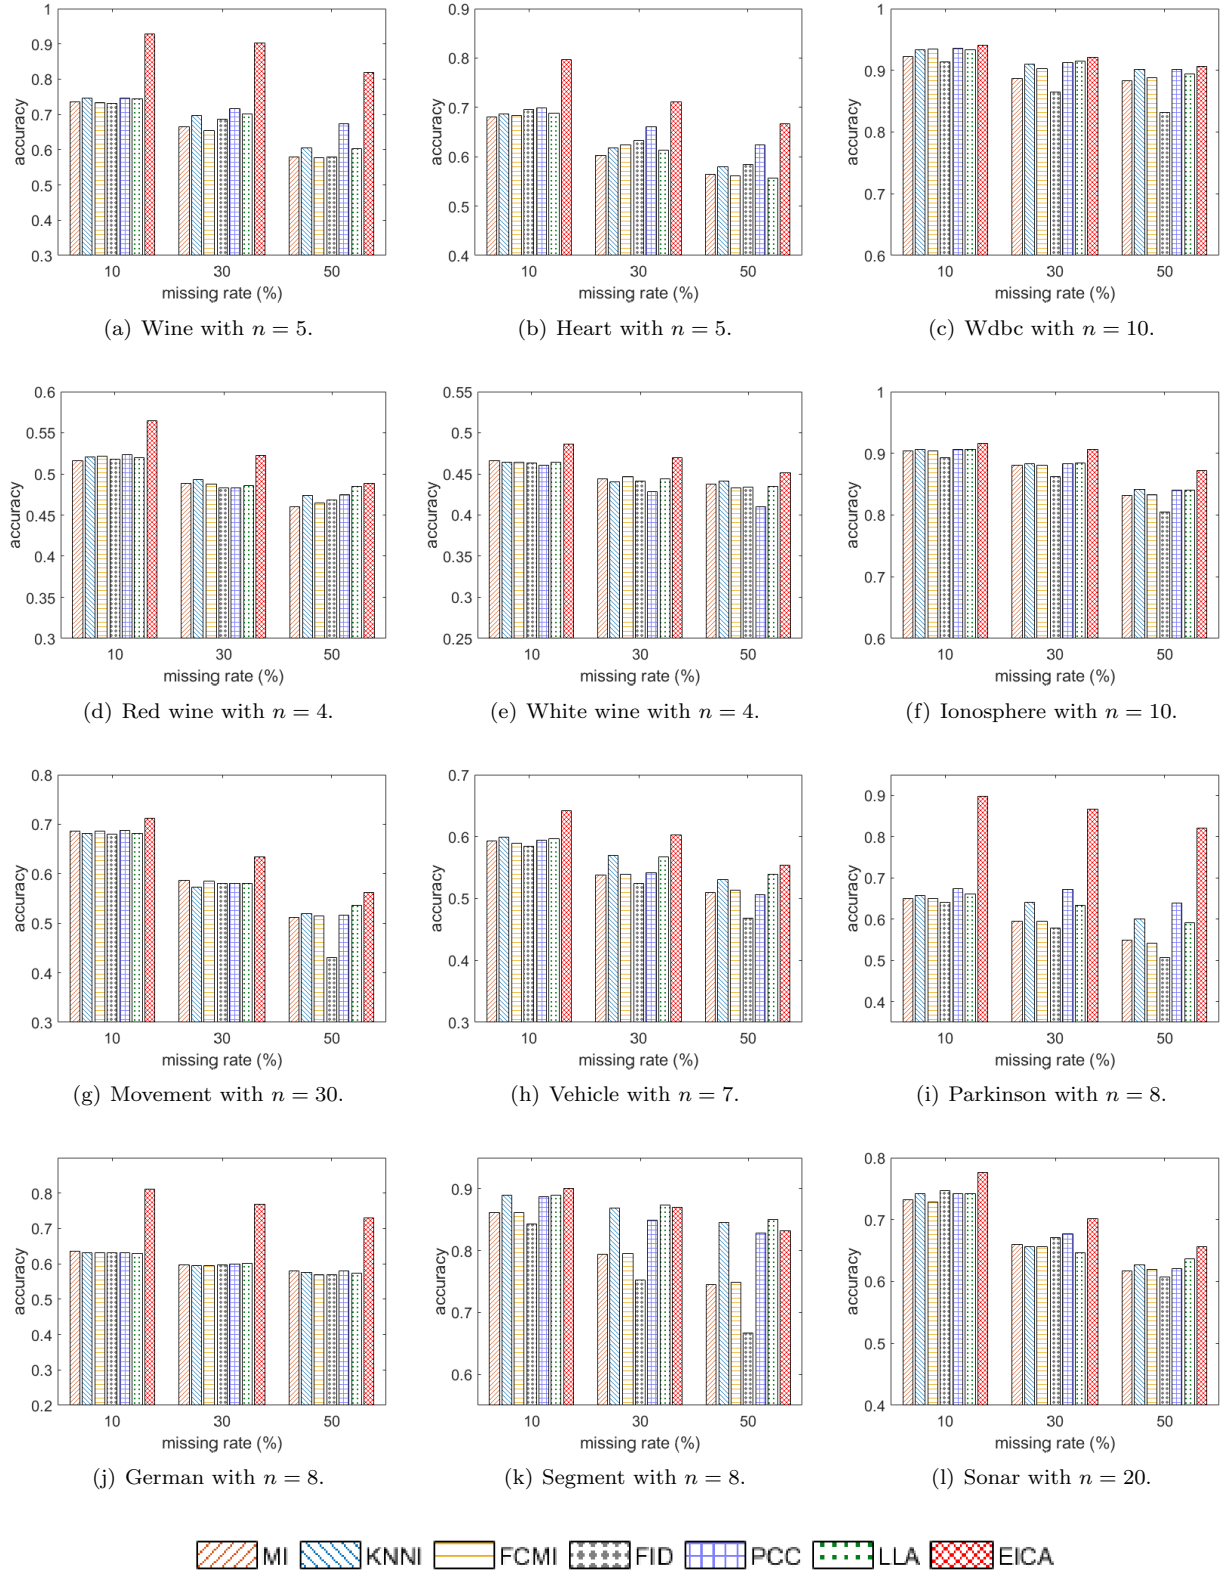 1
0.9
0.8
0.7
0.6
0.5
0.4
0.3
accuracy
10 30 50
missing rate (%)
(a) Wine with n = 5.
0.9
0.8
0.7
0.6
0.5
0.4
accuracy
10 30 50
missing rate (%)
(b) Heart with n = 5.
1
0.9
0.8
0.7
0.6
accuracy
10 30 50
missing rate (%)
(c) Wdbc with n = 10.
0.6
0.55
0.5
0.45
0.4
0.35
0.3
accuracy
10 30 50
missing rate (%)
(d) Red wine with n = 4.
0.55
0.5
0.45
0.4
0.35
0.3
0.25
accuracy
10 30 50
missing rate (%)
(e) White wine with n = 4.
1
0.9
0.8
0.7
0.6
accuracy
10 30 50
missing rate (%)
(f) Ionosphere with n = 10.
0.8
0.7
0.6
0.5
0.4
0.3
accuracy
10 30 50
missing rate (%)
(g) Movement with n = 30.
0.7
0.6
0.5
0.4
0.3
accuracy
10 30 50
missing rate (%)
(h) Vehicle with n = 7.
0.9
0.8
0.7
0.6
0.5
0.4
accuracy
10 30 50
missing rate (%)
(i) Parkinson with n = 8.
0.8
0.7
0.6
0.5
0.4
0.3
0.2
accuracy
10 30 50
missing rate (%)
(j) German with n = 8.
0.9
0.8
0.7
0.6
accuracy
10 30 50
missing rate (%)
(k) Segment with n = 8.
0.8
0.7
0.6
0.5
0.4
accuracy
10 30 50
missing rate (%)
(l) Sonar with n = 20.
MI KNNI FCMI FID PCC LLA EICA